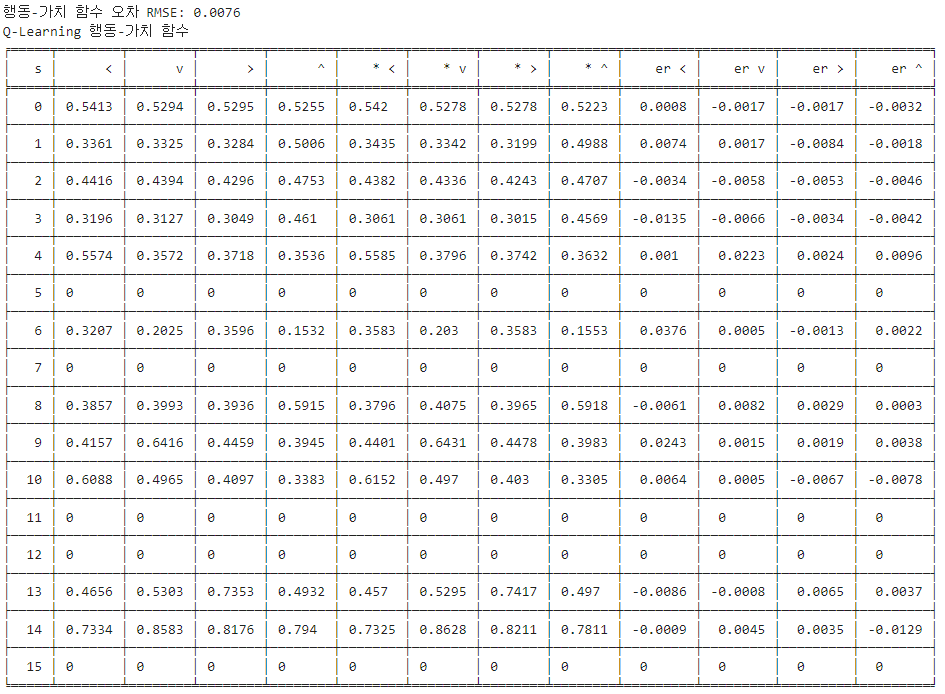 행동-가치 함수 오차 RMSE: 0.0076
Q-Learning 행동-가치 함수
s < v > ^ * < * v * > * ^ er < er v er > er ^
0 0.5413 0.5294 0.5295 0.5255 0.542 0.5278 0.5278 0.5223 0.0008 -0.0017 -0.0017 -0.0032
1 0.3361 0.3325 0.3284 0.5006 0.3435 0.3342 0.3199 0.4988 0.0074 0.0017 -0.0084 -0.0018
2 0.4416 0.4394 0.4296 0.4753 0.4382 0.4336 0.4243 0.4707 -0.0034 -0.0058 -0.0053 -0.0046
3 0.3196 0.3127 0.3049 0.461 0.3061 0.3061 0.3015 0.4569 -0.0135 -0.0066 -0.0034 -0.0042
4 0.5574 0.3572 0.3718 0.3536 0.5585 0.3796 0.3742 0.3632 0.001 0.0223 0.0024 0.0096
5 0 0 0 0 0 0 0 0 0 0 0 0
6 0.3207 0.2025 0.3596 0.1532 0.3583 0.203 0.3583 0.1553 0.0376 0.0005 -0.0013 0.0022
7 0 0 0 0 0 0 0 0 0 0 0 0
8 0.3857 0.3993 0.3936 0.5915 0.3796 0.4075 0.3965 0.5918 -0.0061 0.0082 0.0029 0.0003
9 0.4157 0.6416 0.4459 0.3945 0.4401 0.6431 0.4478 0.3983 0.0243 0.0015 0.0019 0.0038
10 0.6088 0.4965 0.4097 0.3383 0.6152 0.497 0.403 0.3305 0.0064 0.0005 -0.0067 -0.0078
11 0 0 0 0 0 0 0 0 0 0 0 0
12 0 0 0 0 0 0 0 0 0 0 0 0
13 0.4656 0.5303 0.7353 0.4932 0.457 0.5295 0.7417 0.497 -0.0086 -0.0008 0.0065 0.0037
14 0.7334 0.8583 0.8176 0.794 0.7325 0.8628 0.8211 0.7811 -0.0009 0.0045 0.0035 -0.0129
15 0 0 0 0 0 0 0 0 0 0 0 0